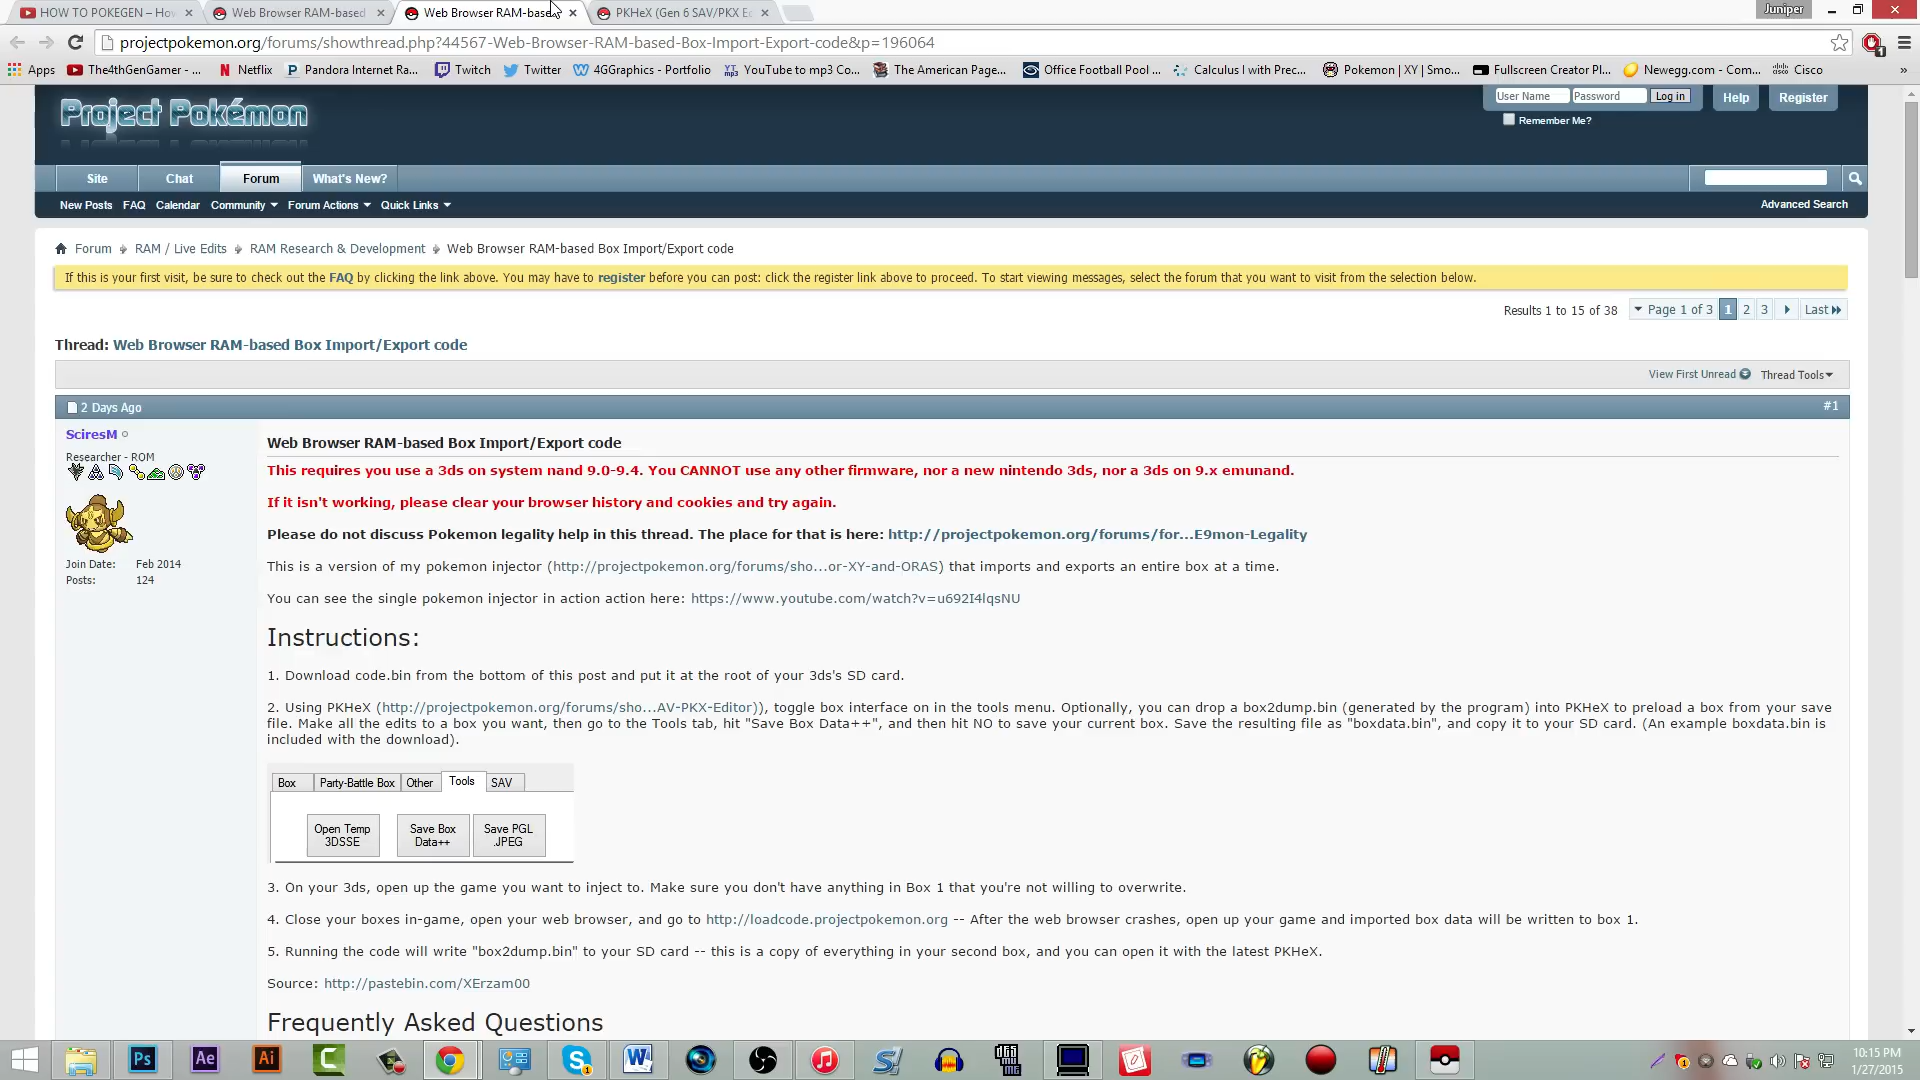 HOW TO POKEGEN – How
Web Browser RAM-based
Web Browser RAM-base
PKHeX (Gen 6 SAV/PKX Ed
Juniper
projectpokemon.org/forums/showthread.php?44567-Web-Browser-RAM-based-Box-Import-Export-code&p=196064
Apps The4thGenGamer - ... Netflix Pandora Internet Ra... Twitch Twitter 4GGraphics - Portfolio YouTube to mp3 Co... The American Page... Office Football Pool ... Calculus I with Prec... Pokemon | XY | Smo... Fullscreen Creator Pl... Newegg.com - Com... Cisco »
Project Pokémon
User Name Password Log in Help Register
Remember Me?
Site Chat Forum What's New?
New Posts FAQ Calendar Community Forum Actions Quick Links Advanced Search
Forum RAM / Live Edits RAM Research & Development Web Browser RAM-based Box Import/Export code
If this is your first visit, be sure to check out the FAQ by clicking the link above. You may have to register before you can post: click the register link above to proceed. To start viewing messages, select the forum that you want to visit from the selection below.
Results 1 to 15 of 38 Page 1 of 3 1 2 3 Last
Thread: Web Browser RAM-based Box Import/Export code
View First Unread Thread Tools
2 Days Ago #1
SciresM
Researcher - ROM
Join Date: Feb 2014
Posts: 124
Web Browser RAM-based Box Import/Export code
This requires you use a 3ds on system nand 9.0-9.4. You CANNOT use any other firmware, nor a new nintendo 3ds, nor a 3ds on 9.x emunand.
If it isn't working, please clear your browser history and cookies and try again.
Please do not discuss Pokemon legality help in this thread. The place for that is here: http://projectpokemon.org/forums/for...E9mon-Legality
This is a version of my pokemon injector (http://projectpokemon.org/forums/sho...or-XY-and-ORAS) that imports and exports an entire box at a time.
You can see the single pokemon injector in action action here: https://www.youtube.com/watch?v=u692I4lqsNU
Instructions:
1. Download code.bin from the bottom of this post and put it at the root of your 3ds's SD card.
2. Using PKHeX (http://projectpokemon.org/forums/sho...AV-PKX-Editor)), toggle box interface on in the tools menu. Optionally, you can drop a box2dump.bin (generated by the program) into PKHeX to preload a box from your save
file. Make all the edits to a box you want, then go to the Tools tab, hit "Save Box Data++", and then hit NO to save your current box. Save the resulting file as "boxdata.bin", and copy it to your SD card. (An example boxdata.bin is
included with the download).
Box Party-Battle Box Other Tools SAV
Open Temp Save Box Save PGL
3DSSE Data++ .JPEG
3. On your 3ds, open up the game you want to inject to. Make sure you don't have anything in Box 1 that you're not willing to overwrite.
4. Close your boxes in-game, open your web browser, and go to http://loadcode.projectpokemon.org -- After the web browser crashes, open up your game and imported box data will be written to box 1.
5. Running the code will write "box2dump.bin" to your SD card -- this is a copy of everything in your second box, and you can open it with the latest PKHeX.
Source: http://pastebin.com/XErzam00
Frequently Asked Questions
10:15 PM
1/27/2015